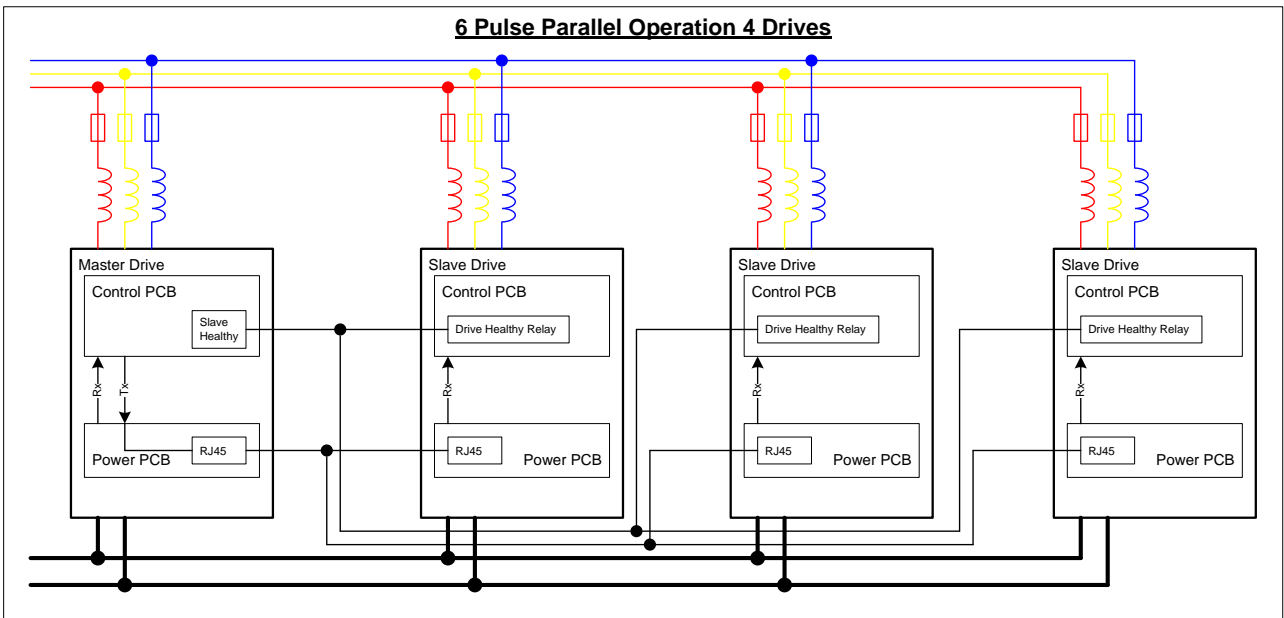 6 Pulse Parallel Operation 4 Drives
Master Drive
Control PCB
Slave
Healthy
Rx
Tx
RJ45
Power PCB
Slave Drive
Control PCB
Drive Healthy Relay
Rx
RJ45
Power PCB
Slave Drive
Control PCB
Drive Healthy Relay
Rx
RJ45
Power PCB
Slave Drive
Control PCB
Drive Healthy Relay
Rx
RJ45
Power PCB